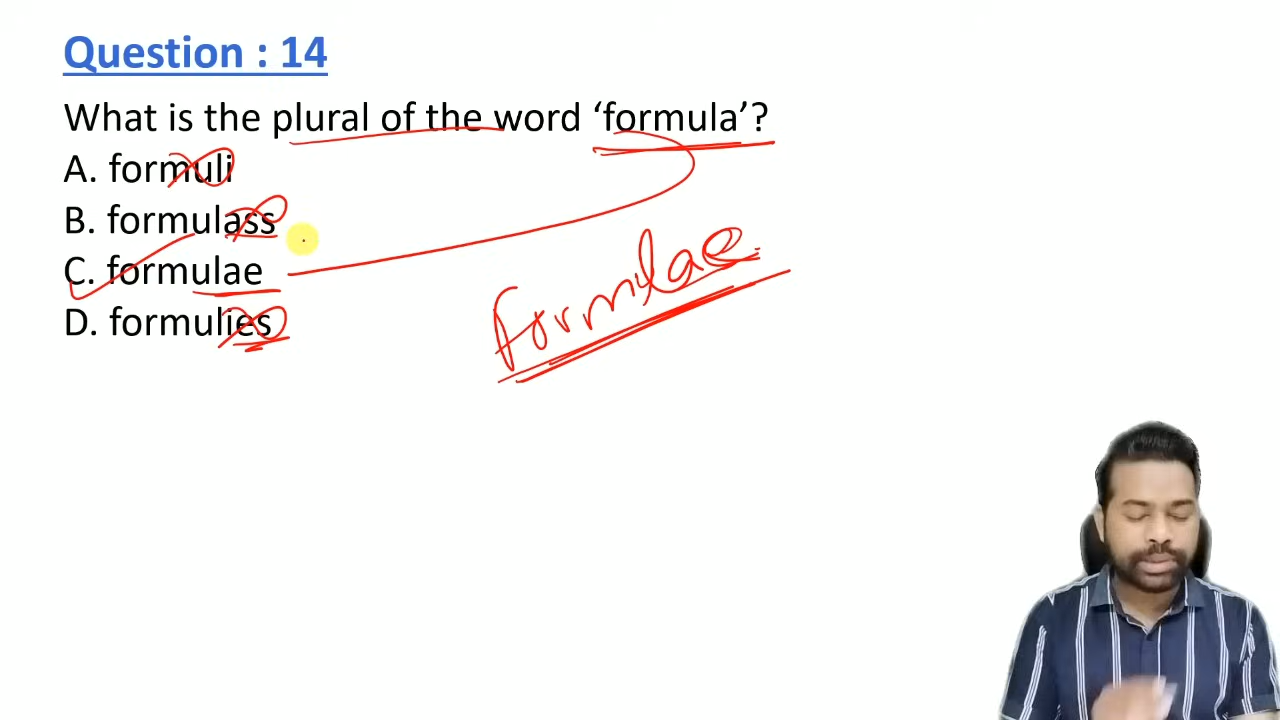 Question : 14
What is the plural of the word ‘formula’?
A. formuli
B. formulass
C. formulae
D. formulies
formulae